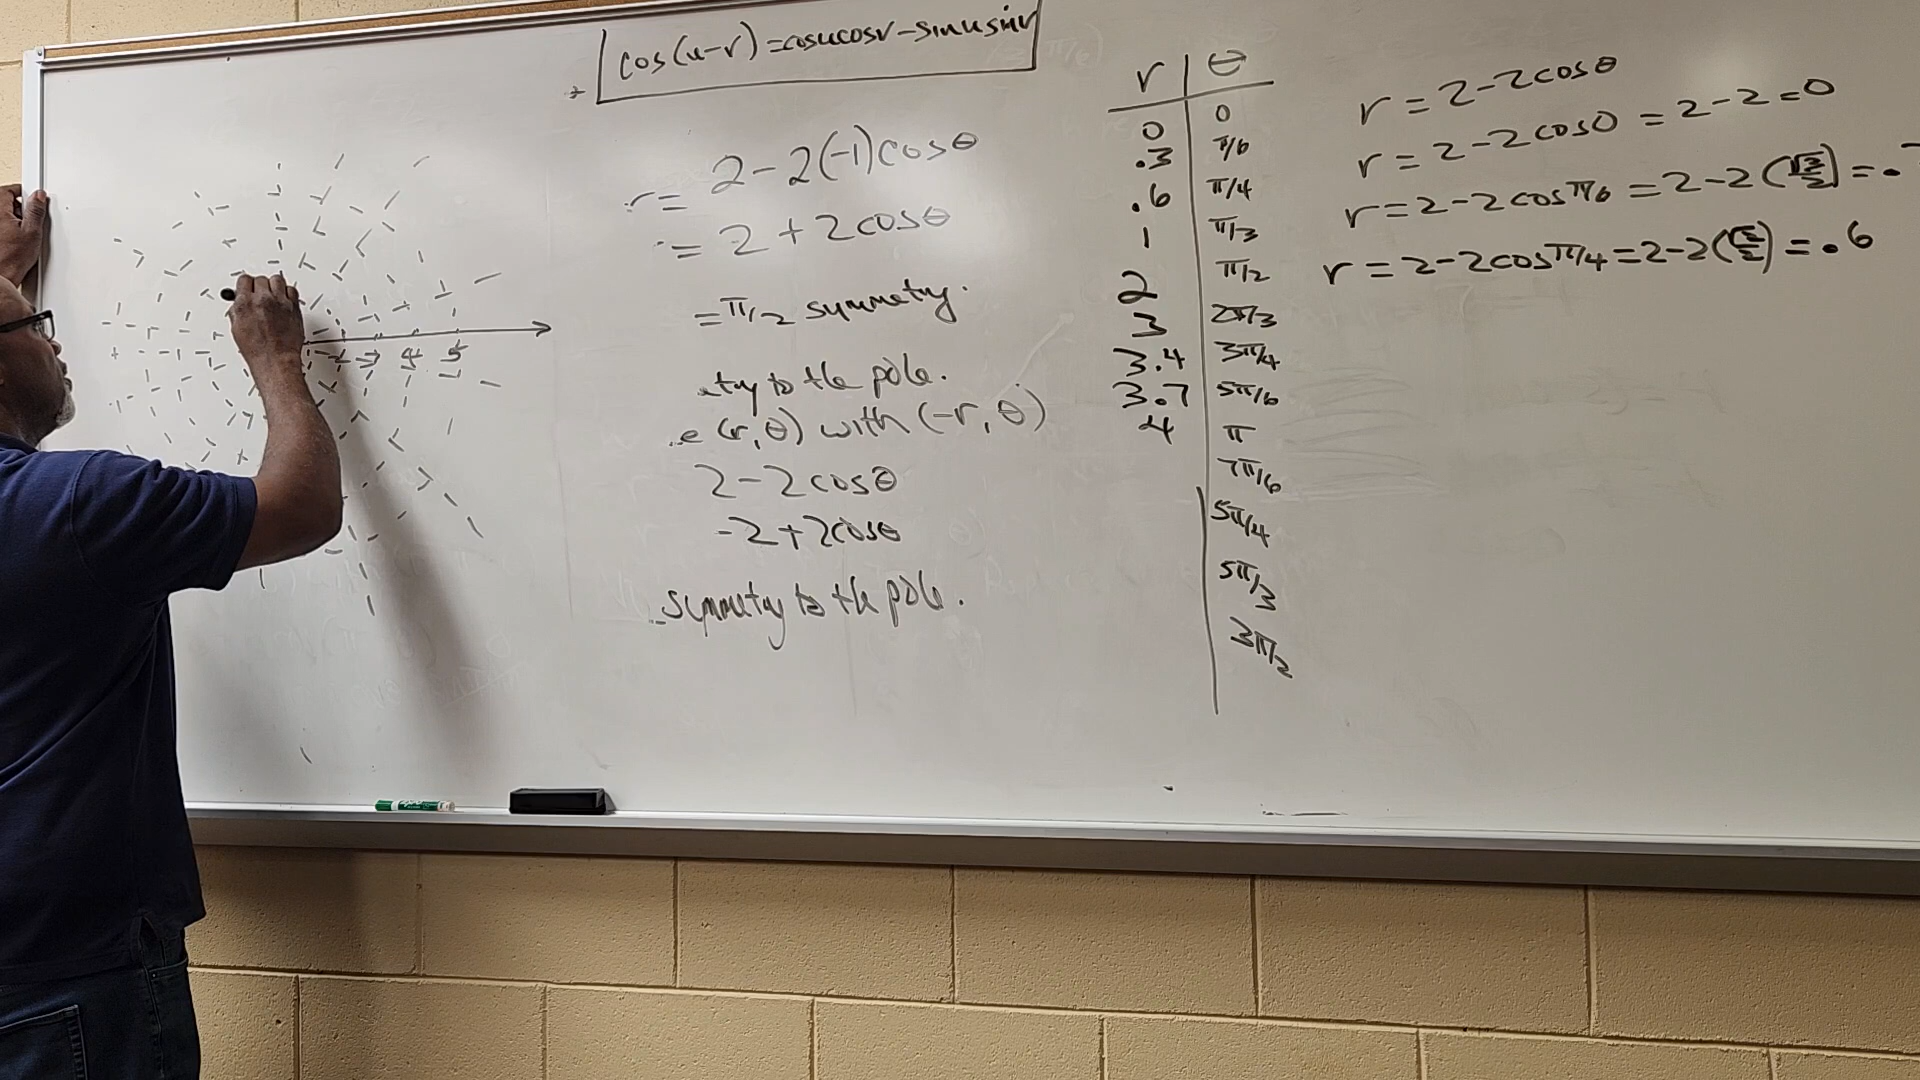 cos(u-v)=cosucosv-sinusinv
r= 2-2(-1)cosθ
= 2+2cosθ
=π/2 symmetry.
to the pole.
(r,θ) with (-r,θ)
2-2cosθ
-2+2cosθ
symmetry to the pole.
2 3 4 5
r | θ
0 | 0
.3 | π/6
.6 | π/4
1 | π/3
2 | π/2
3 | 2π/3
3.4 | 3π/4
3.7 | 5π/6
4 | π
7π/6
5π/4
5π/3
3π/2
r=2-2cosθ
r=2-2cos0=2-2=0
r=2-2cosπ/6=2-2(√3/2)=.
r=2-2cosπ/4=2-2(√2/2)=.6